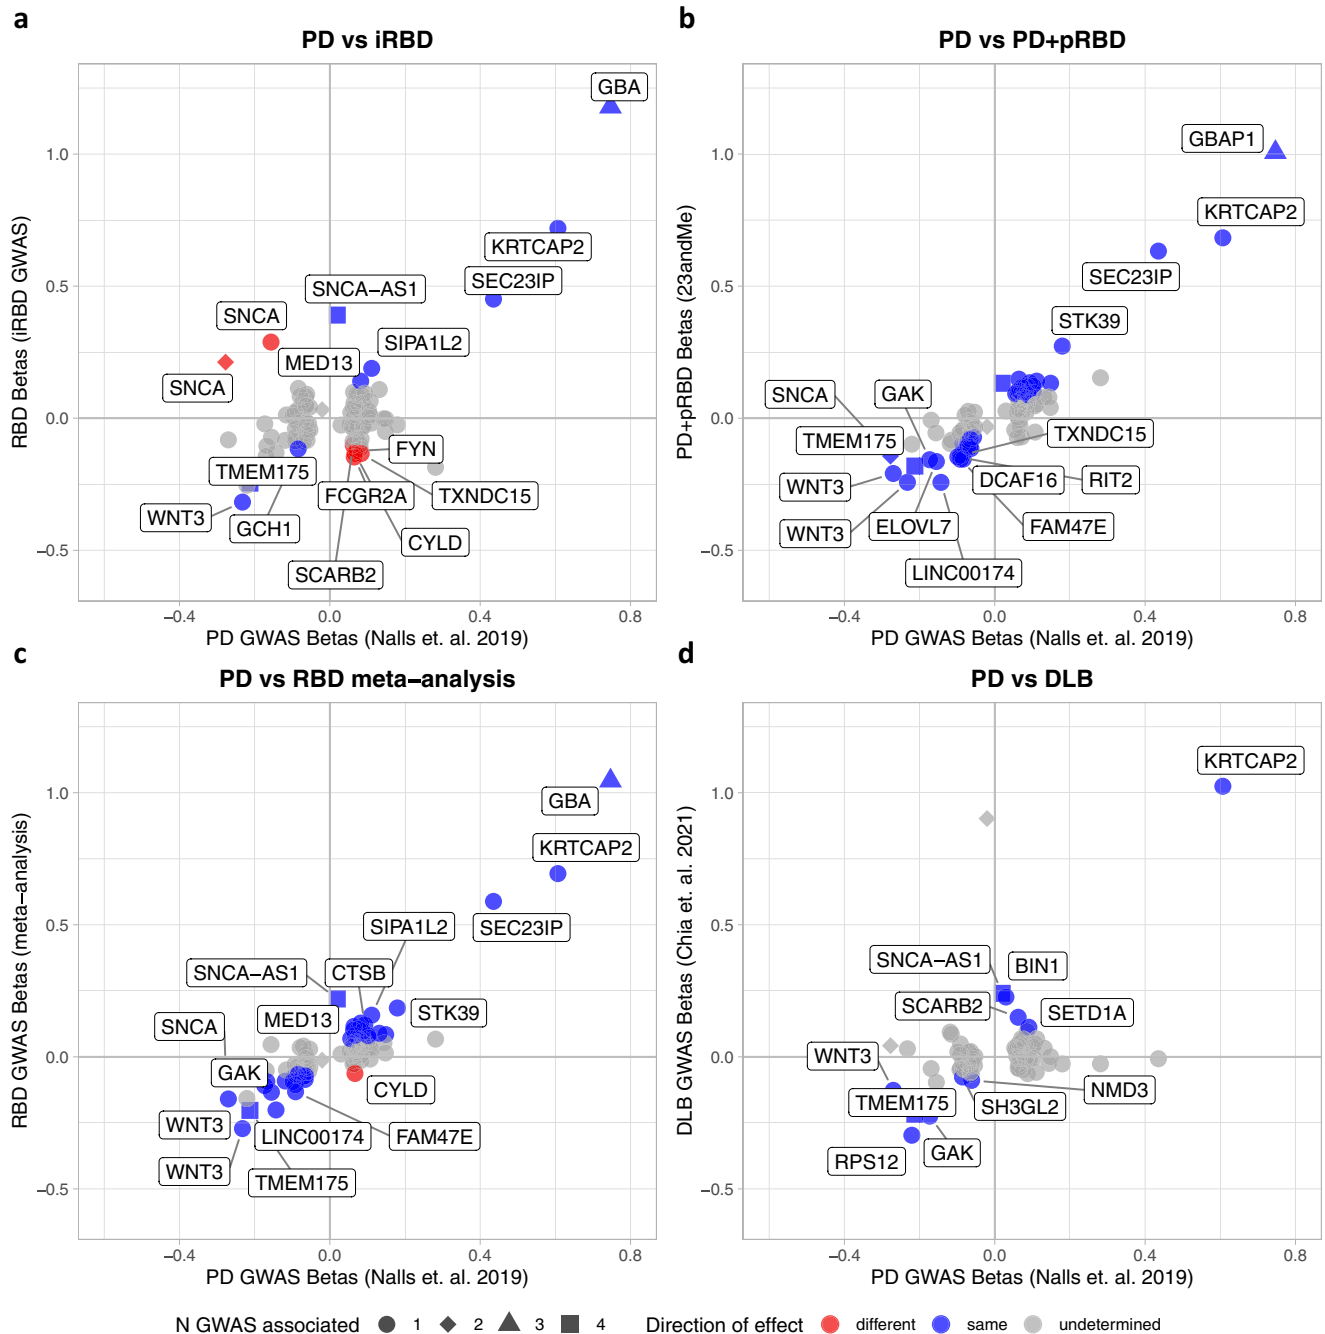 a
PD vs iRBD
RBD Betas (iRBD GWAS)
1.0
0.5
0.0
−0.5
GBA
KRTCAP2
SEC23IP
SNCA−AS1
SNCA
SIPA1L2
MED13
SNCA
FYN
TMEM175
FCGR2A
TXNDC15
WNT3
GCH1
CYLD
SCARB2
−0.4
0.0
0.4
0.8
PD GWAS Betas (Nalls et. al. 2019)
b
PD vs PD+pRBD
PD+pRBD Betas (23andMe)
1.0
0.5
0.0
−0.5
GBAP1
KRTCAP2
SEC23IP
STK39
SNCA
GAK
TMEM175
TXNDC15
WNT3
DCAF16
RIT2
WNT3
ELOVL7
FAM47E
LINC00174
−0.4
0.0
0.4
0.8
PD GWAS Betas (Nalls et. al. 2019)
c
PD vs RBD meta−analysis
RBD GWAS Betas (meta−analysis)
1.0
0.5
0.0
−0.5
GBA
KRTCAP2
SIPA1L2
SEC23IP
SNCA−AS1
CTSB
MED13
STK39
SNCA
GAK
CYLD
WNT3
LINC00174
FAM47E
WNT3
TMEM175
−0.4
0.0
0.4
0.8
PD GWAS Betas (Nalls et. al. 2019)
d
PD vs DLB
DLB GWAS Betas (Chia et. al. 2021)
1.0
0.5
0.0
−0.5
KRTCAP2
SNCA−AS1
BIN1
SCARB2
SETD1A
WNT3
TMEM175
SH3GL2
NMD3
RPS12
GAK
−0.4
0.0
0.4
0.8
PD GWAS Betas (Nalls et. al. 2019)
N GWAS associated 1 2 3 4 Direction of effect different same undetermined